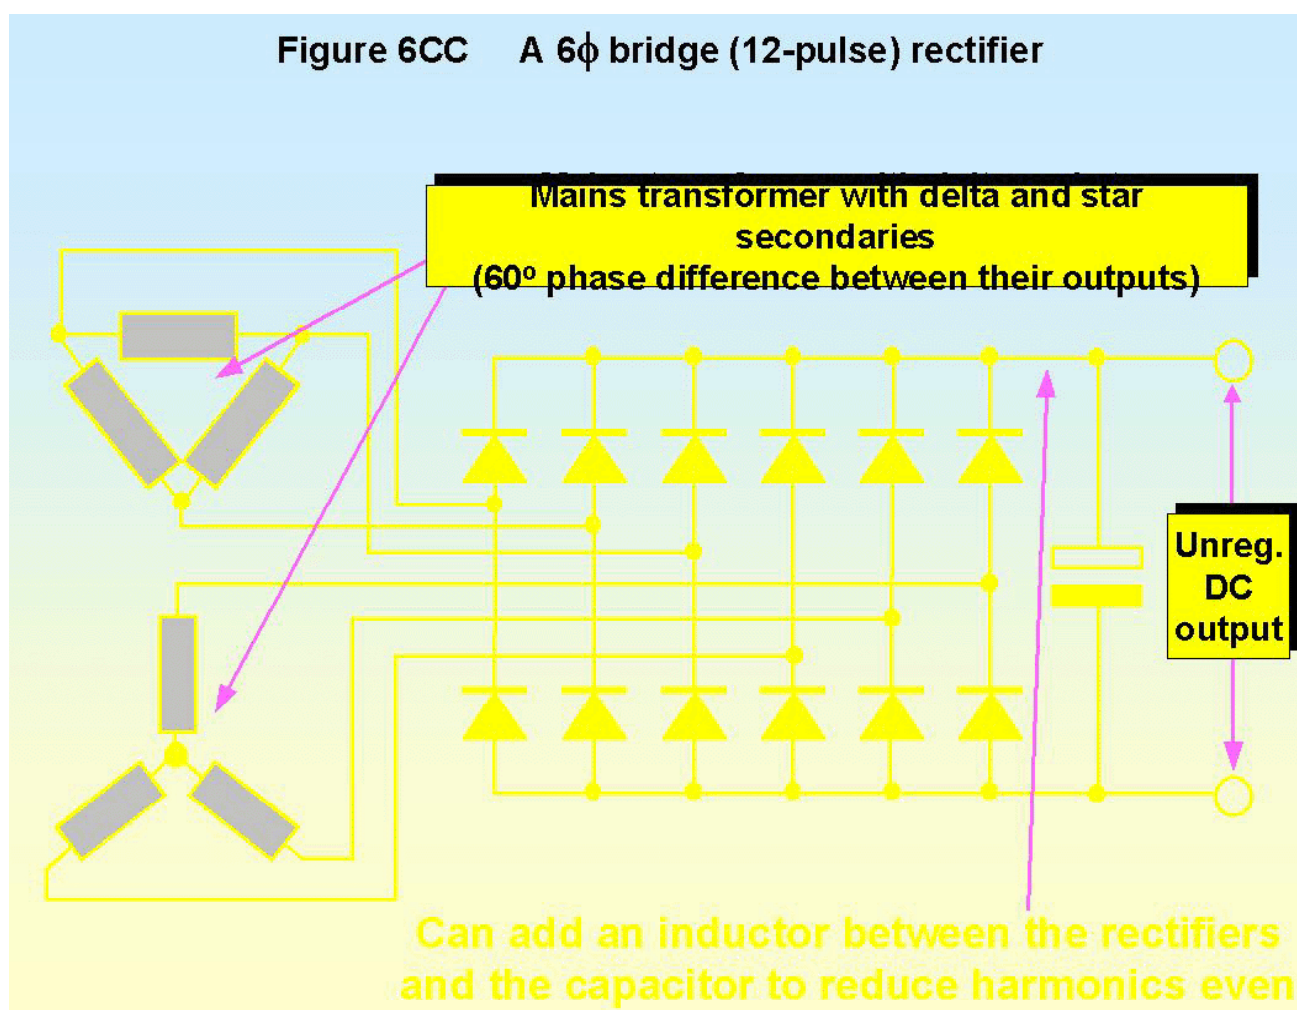 Figure 6CC A 6ϕ bridge (12-pulse) rectifier
Mains transformer with delta and star
secondaries
(60º phase difference between their outputs)
Unreg.
DC
output
Can add an inductor between the rectifiers
and the capacitor to reduce harmonics even